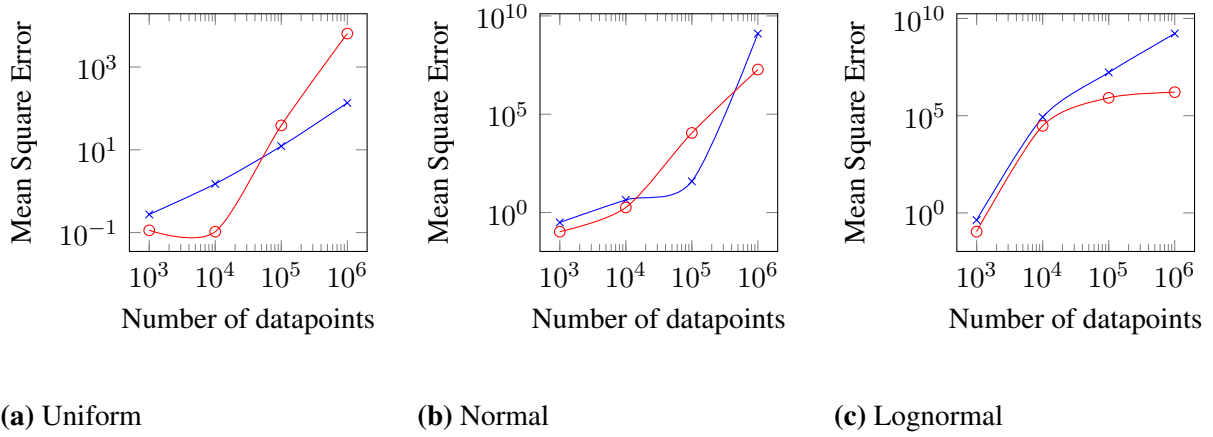 Mean Square Error
10^3
10^1
10^−1
10^3 10^4 10^5 10^6
Number of datapoints
(a) Uniform
Mean Square Error
10^10
10^5
10^0
10^3 10^4 10^5 10^6
Number of datapoints
(b) Normal
Mean Square Error
10^10
10^5
10^0
10^3 10^4 10^5 10^6
Number of datapoints
(c) Lognormal